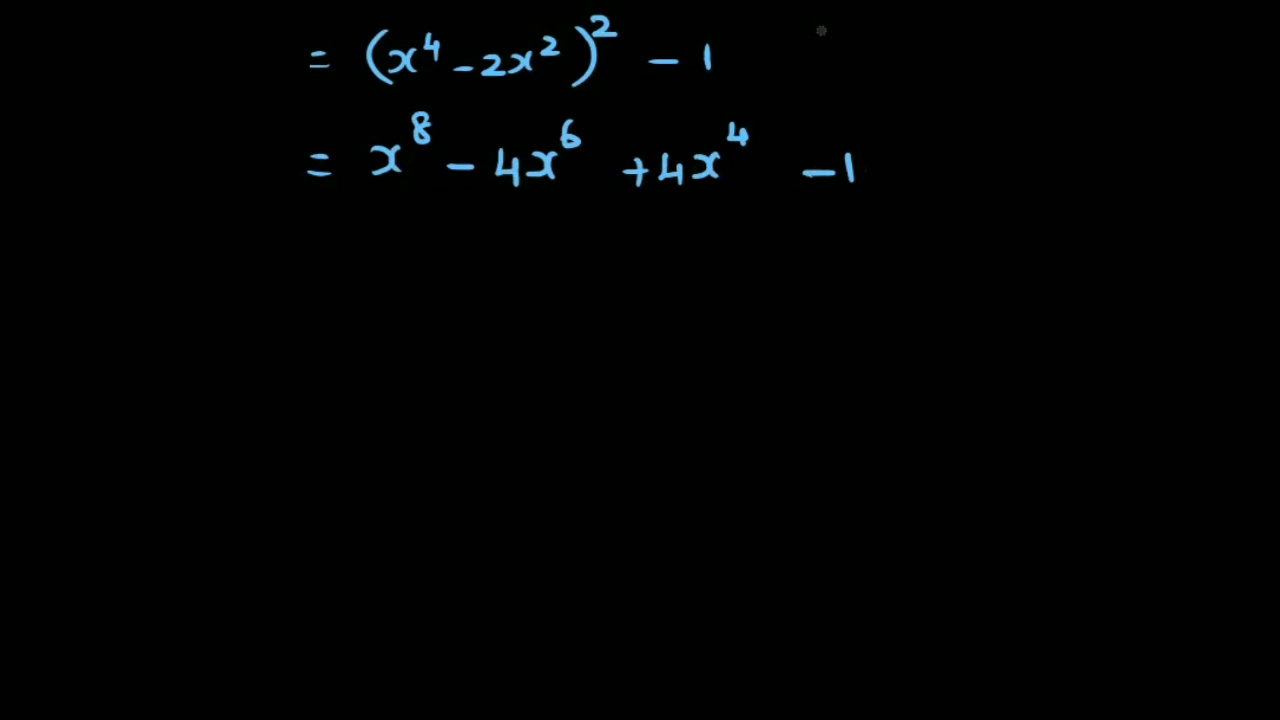 = (x⁴ - 2x²)² - 1
= x⁸ - 4x⁶ + 4x⁴ - 1